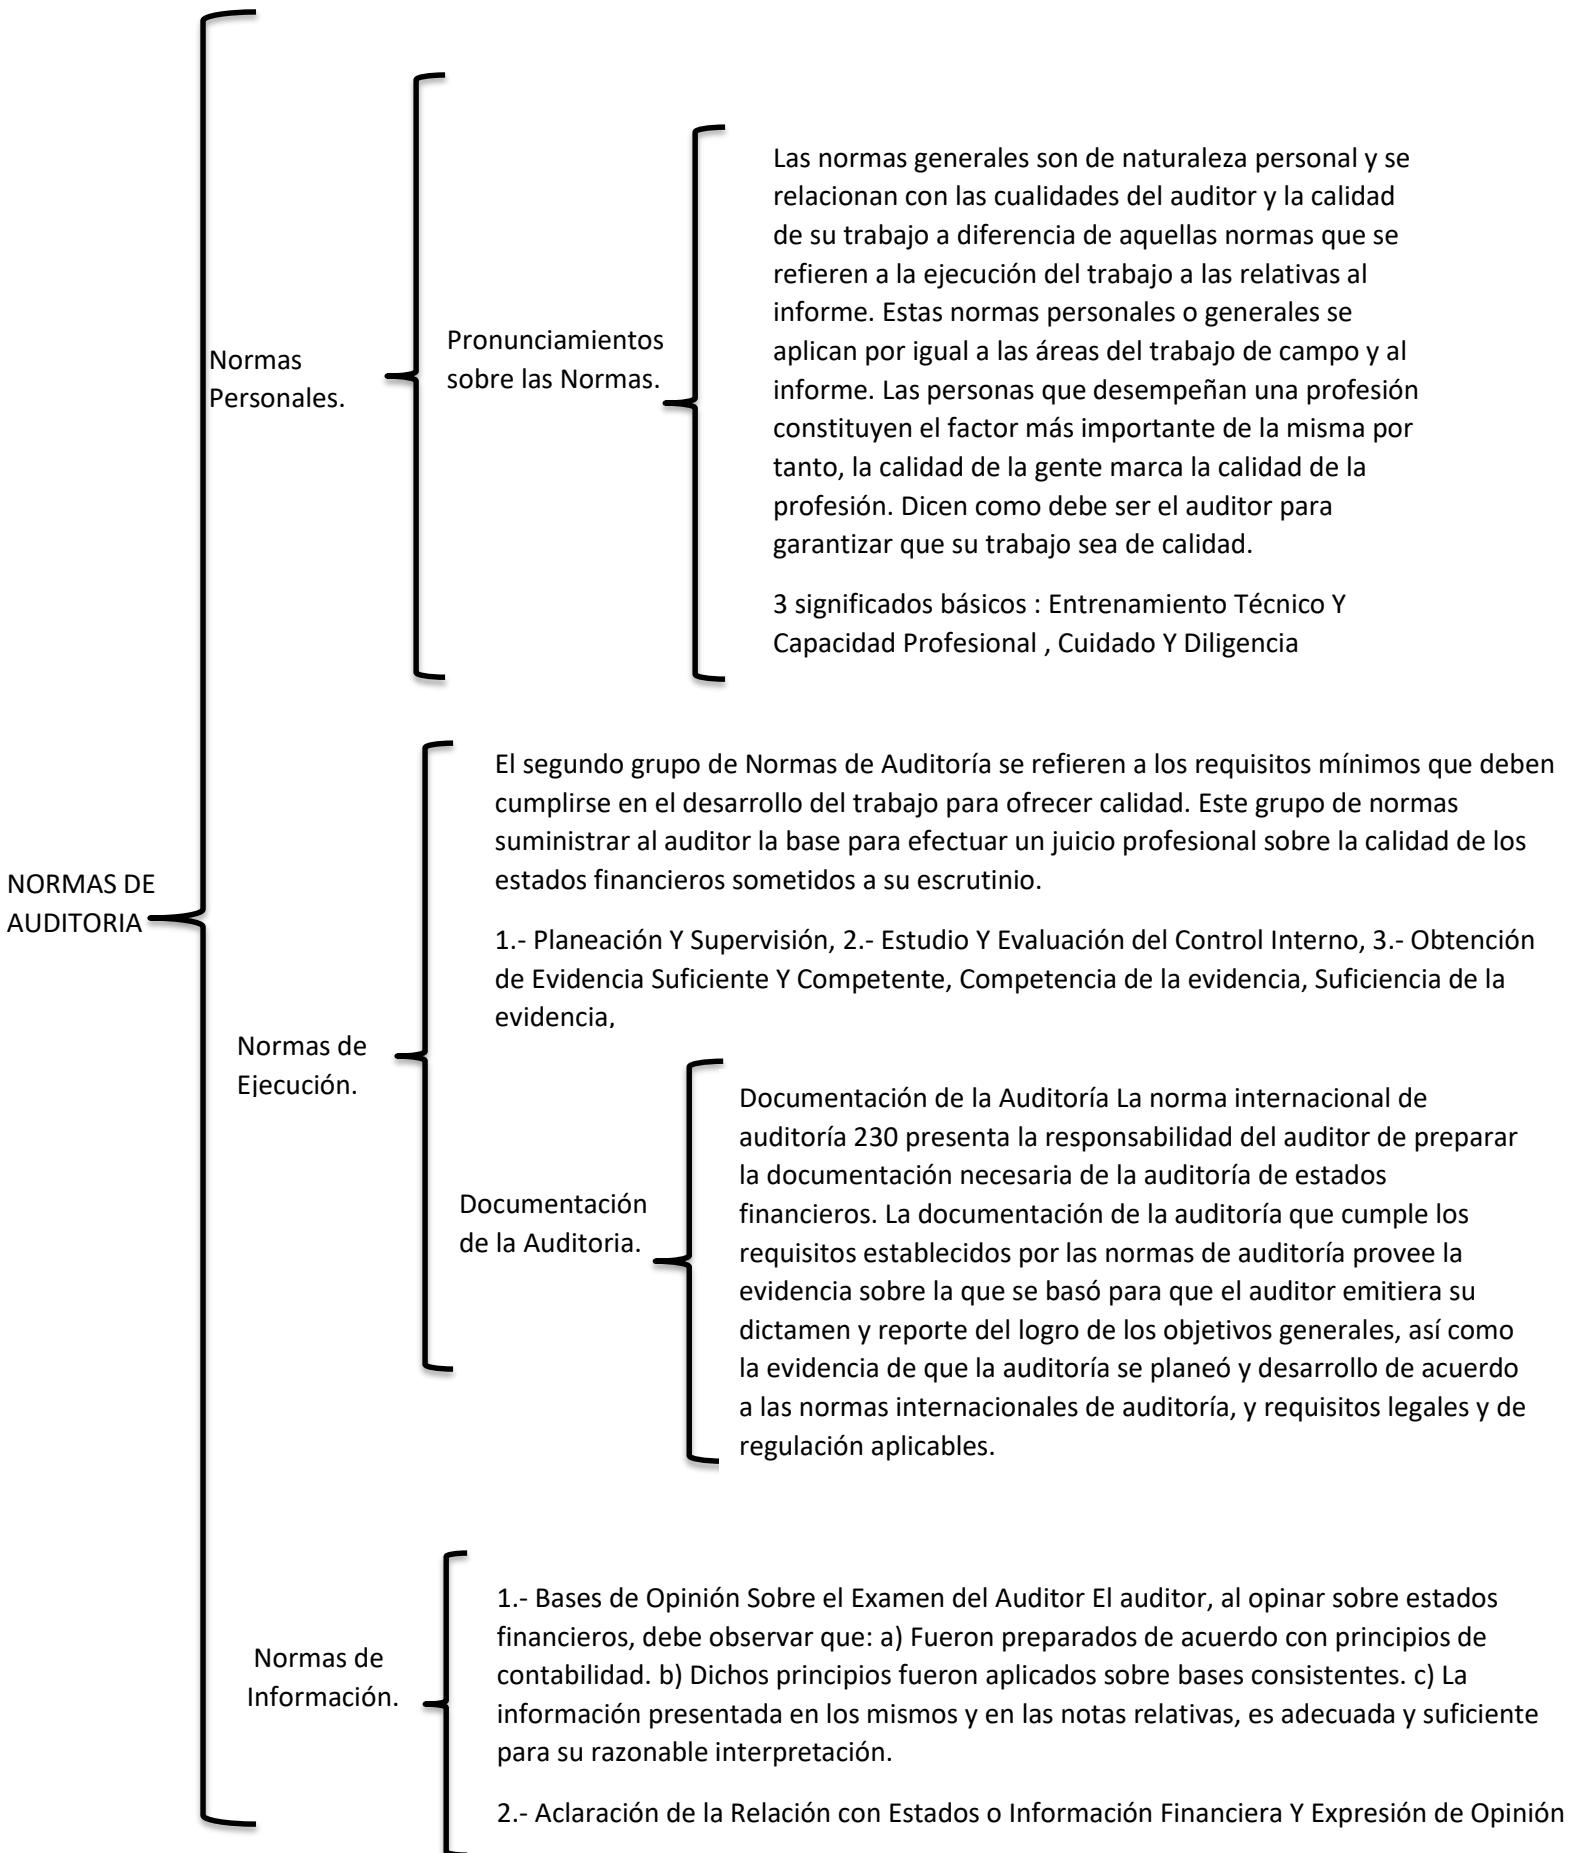 NORMAS DE
AUDITORIA
Normas
Personales.
Pronunciamientos
sobre las Normas.
Las normas generales son de naturaleza personal y se
relacionan con las cualidades del auditor y la calidad
de su trabajo a diferencia de aquellas normas que se
refieren a la ejecución del trabajo a las relativas al
informe. Estas normas personales o generales se
aplican por igual a las áreas del trabajo de campo y al
informe. Las personas que desempeñan una profesión
constituyen el factor más importante de la misma por
tanto, la calidad de la gente marca la calidad de la
profesión. Dicen como debe ser el auditor para
garantizar que su trabajo sea de calidad.
3 significados básicos : Entrenamiento Técnico Y
Capacidad Profesional , Cuidado Y Diligencia
Normas de
Ejecución.
El segundo grupo de Normas de Auditoría se refieren a los requisitos mínimos que deben
cumplirse en el desarrollo del trabajo para ofrecer calidad. Este grupo de normas
suministrar al auditor la base para efectuar un juicio profesional sobre la calidad de los
estados financieros sometidos a su escrutinio.
1.- Planeación Y Supervisión, 2.- Estudio Y Evaluación del Control Interno, 3.- Obtención
de Evidencia Suficiente Y Competente, Competencia de la evidencia, Suficiencia de la
evidencia,
Documentación
de la Auditoria.
Documentación de la Auditoría La norma internacional de
auditoría 230 presenta la responsabilidad del auditor de preparar
la documentación necesaria de la auditoría de estados
financieros. La documentación de la auditoría que cumple los
requisitos establecidos por las normas de auditoría provee la
evidencia sobre la que se basó para que el auditor emitiera su
dictamen y reporte del logro de los objetivos generales, así como
la evidencia de que la auditoría se planeó y desarrollo de acuerdo
a las normas internacionales de auditoría, y requisitos legales y de
regulación aplicables.
Normas de
Información.
1.- Bases de Opinión Sobre el Examen del Auditor El auditor, al opinar sobre estados
financieros, debe observar que: a) Fueron preparados de acuerdo con principios de
contabilidad. b) Dichos principios fueron aplicados sobre bases consistentes. c) La
información presentada en los mismos y en las notas relativas, es adecuada y suficiente
para su razonable interpretación.
2.- Aclaración de la Relación con Estados o Información Financiera Y Expresión de Opinión